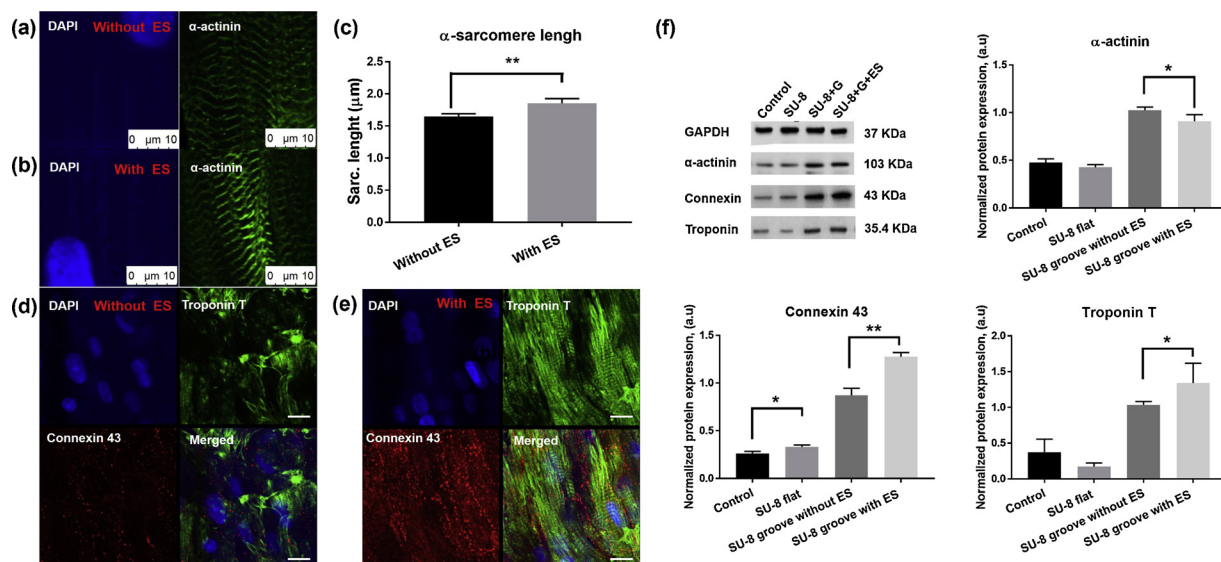 (a)
DAPI Without ES
α-actinin
0 µm 10
0 µm 10
(b)
DAPI With ES
α-actinin
0 µm 10
0 µm 10
(c)
α-sarcomere lengh
**
Sarc. lenght (µm)
2.5
2.0
1.5
1.0
0.5
0.0
Without ES
With ES
(d)
DAPI Without ES
Troponin T
Connexin 43
Merged
(e)
DAPI With ES
Troponin T
Connexin 43
Merged
(f)
Control
SU-8
SU-8+G
SU-8+G+ES
GAPDH 37 KDa
α-actinin 103 KDa
Connexin 43 KDa
Troponin 35.4 KDa
α-actinin
*
Normalized protein expression, (a.u)
1.5
1.0
0.5
0.0
Control
SU-8 flat
SU-8 groove without ES
SU-8 groove with ES
Connexin 43
**
*
Normalized protein expression, (a.u)
1.5
1.0
0.5
0.0
Control
SU-8 flat
SU-8 groove without ES
SU-8 groove with ES
Troponin T
*
Normalized protein expression, (a.u)
2.0
1.5
1.0
0.5
0.0
Control
SU-8 flat
SU-8 groove without ES
SU-8 groove with ES